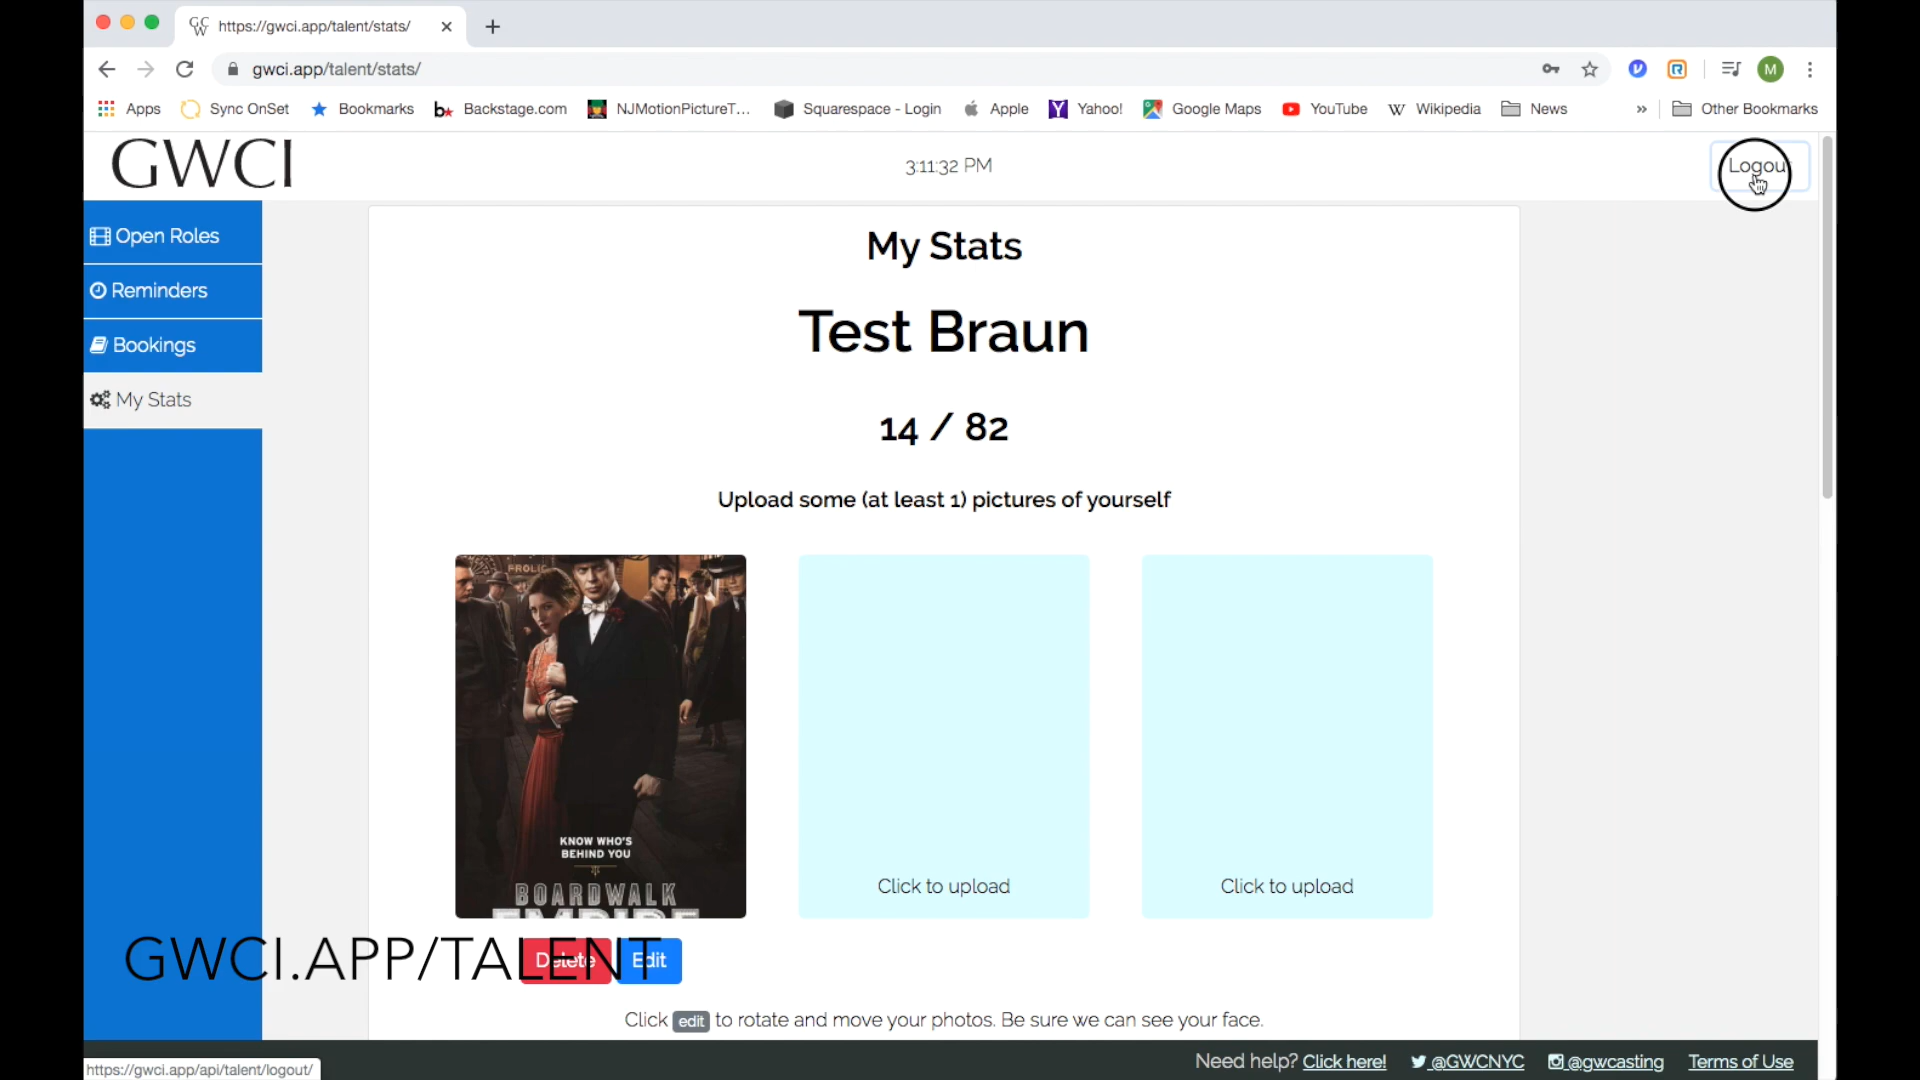 https://gwci.app/talent/stats/
gwci.app/talent/stats/
Apps Sync OnSet Bookmarks Backstage.com NJMotionPictureT... Squarespace - Login Apple Yahoo! Google Maps YouTube Wikipedia News » Other Bookmarks
GWCI 3:11:32 PM Logout
Open Roles
Reminders
Bookings
My Stats
My Stats
Test Braun
14 / 82
Upload some (at least 1) pictures of yourself
FROLIC
KNOW WHO'S
BEHIND YOU
BOARDWALK
EMPIRE
Click to upload
Click to upload
GWCI.APP/TALENT
Delete Edit
Click edit to rotate and move your photos. Be sure we can see your face.
Need help? Click here! @GWCNYC @gwcasting Terms of Use
https://gwci.app/api/talent/logout/